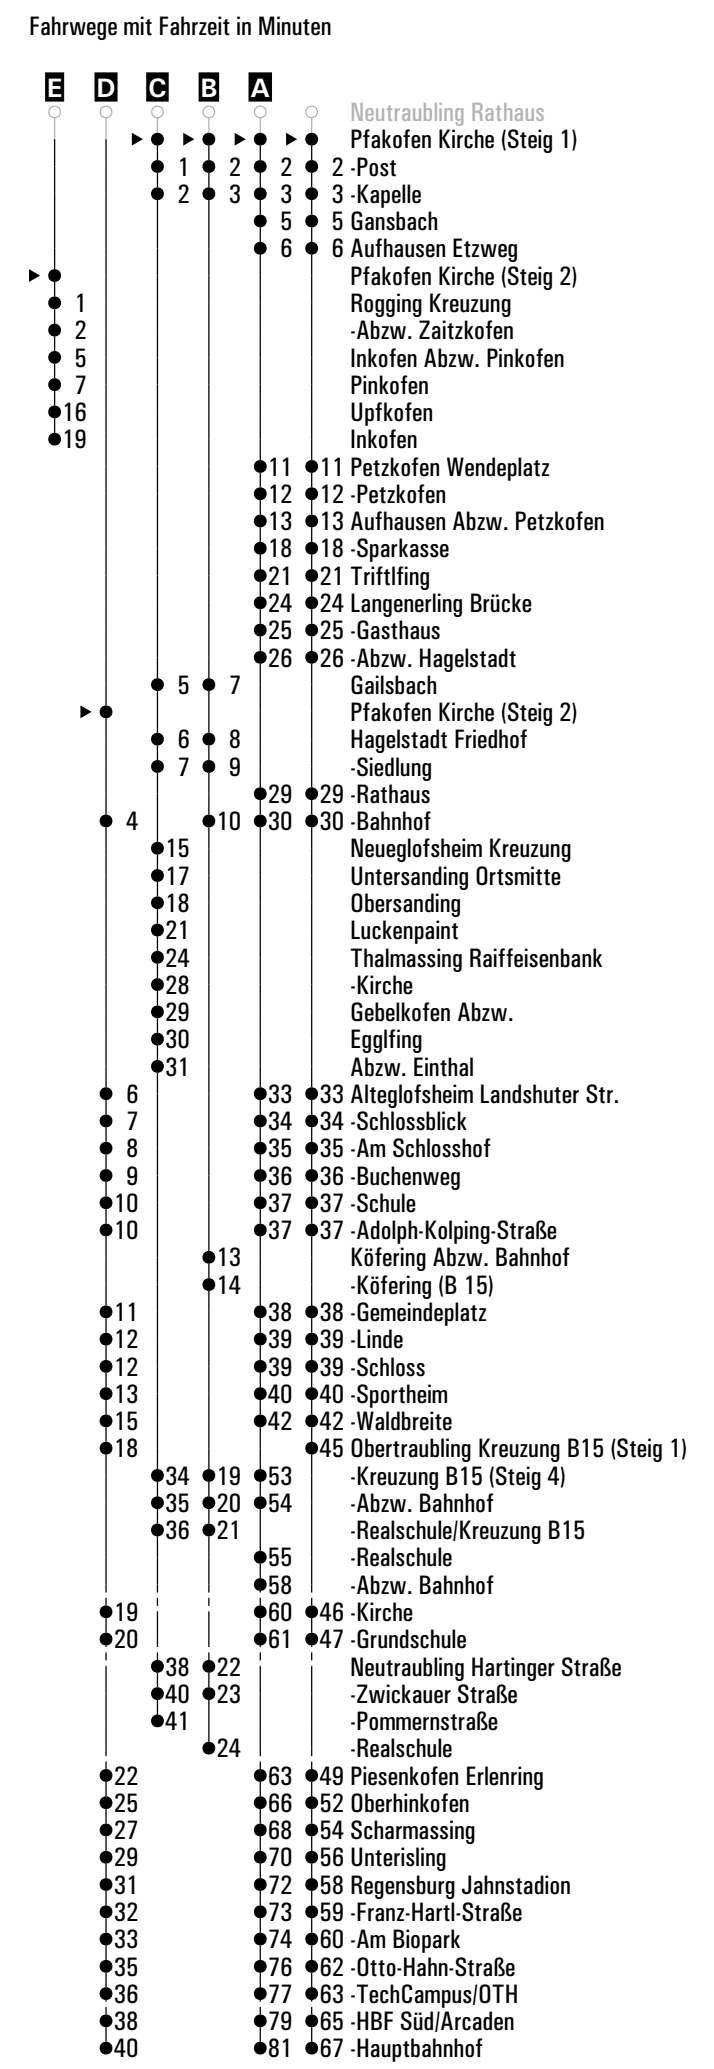 Fahrwege mit Fahrzeit in Minuten
E D C B A
Neutraubling Rathaus
Pfakofen Kirche (Steig 1)
1 2 2 2 -Post
2 3 3 3 -Kapelle
5 5 Gansbach
6 6 Aufhausen Etzweg
Pfakofen Kirche (Steig 2)
1 Rogging Kreuzung
2 -Abzw. Zaitzkofen
5 Inkofen Abzw. Pinkofen
7 Pinkofen
16 Upfkofen
19 Inkofen
11 11 Petzkofen Wendeplatz
12 12 -Petzkofen
13 13 Aufhausen Abzw. Petzkofen
18 18 -Sparkasse
21 21 Triftlfing
24 24 Langenerling Brücke
25 25 -Gasthaus
26 26 -Abzw. Hagelstadt
5 7 Gailsbach
Pfakofen Kirche (Steig 2)
6 8 Hagelstadt Friedhof
7 9 -Siedlung
29 29 -Rathaus
4 10 30 30 -Bahnhof
15 Neueglofsheim Kreuzung
17 Untersanding Ortsmitte
18 Obersanding
21 Luckenpaint
24 Thalmassing Raiffeisenbank
28 -Kirche
29 Gebelkofen Abzw.
30 Egglfing
31 Abzw. Einthal
6 33 33 Alteglofsheim Landshuter Str.
7 34 34 -Schlossblick
8 35 35 -Am Schlosshof
9 36 36 -Buchenweg
10 37 37 -Schule
10 37 37 -Adolph-Kolping-Straße
13 Köfering Abzw. Bahnhof
14 -Köfering (B 15)
11 38 38 -Gemeindeplatz
12 39 39 -Linde
12 39 39 -Schloss
13 40 40 -Sportheim
15 42 42 -Waldbreite
18 45 Obertraubling Kreuzung B15 (Steig 1)
34 19 53 -Kreuzung B15 (Steig 4)
35 20 54 -Abzw. Bahnhof
36 21 -Realschule/Kreuzung B15
55 -Realschule
58 -Abzw. Bahnhof
19 60 46 -Kirche
20 61 47 -Grundschule
38 22 Neutraubling Hartinger Straße
40 23 -Zwickauer Straße
41 -Pommernstraße
24 -Realschule
22 63 49 Piesenkofen Erlenring
25 66 52 Oberhinkofen
27 68 54 Scharmassing
29 70 56 Unterisling
31 72 58 Regensburg Jahnstadion
32 73 59 -Franz-Hartl-Straße
33 74 60 -Am Biopark
35 76 62 -Otto-Hahn-Straße
36 77 63 -TechCampus/OTH
38 79 65 -HBF Süd/Arcaden
40 81 67 -Hauptbahnhof